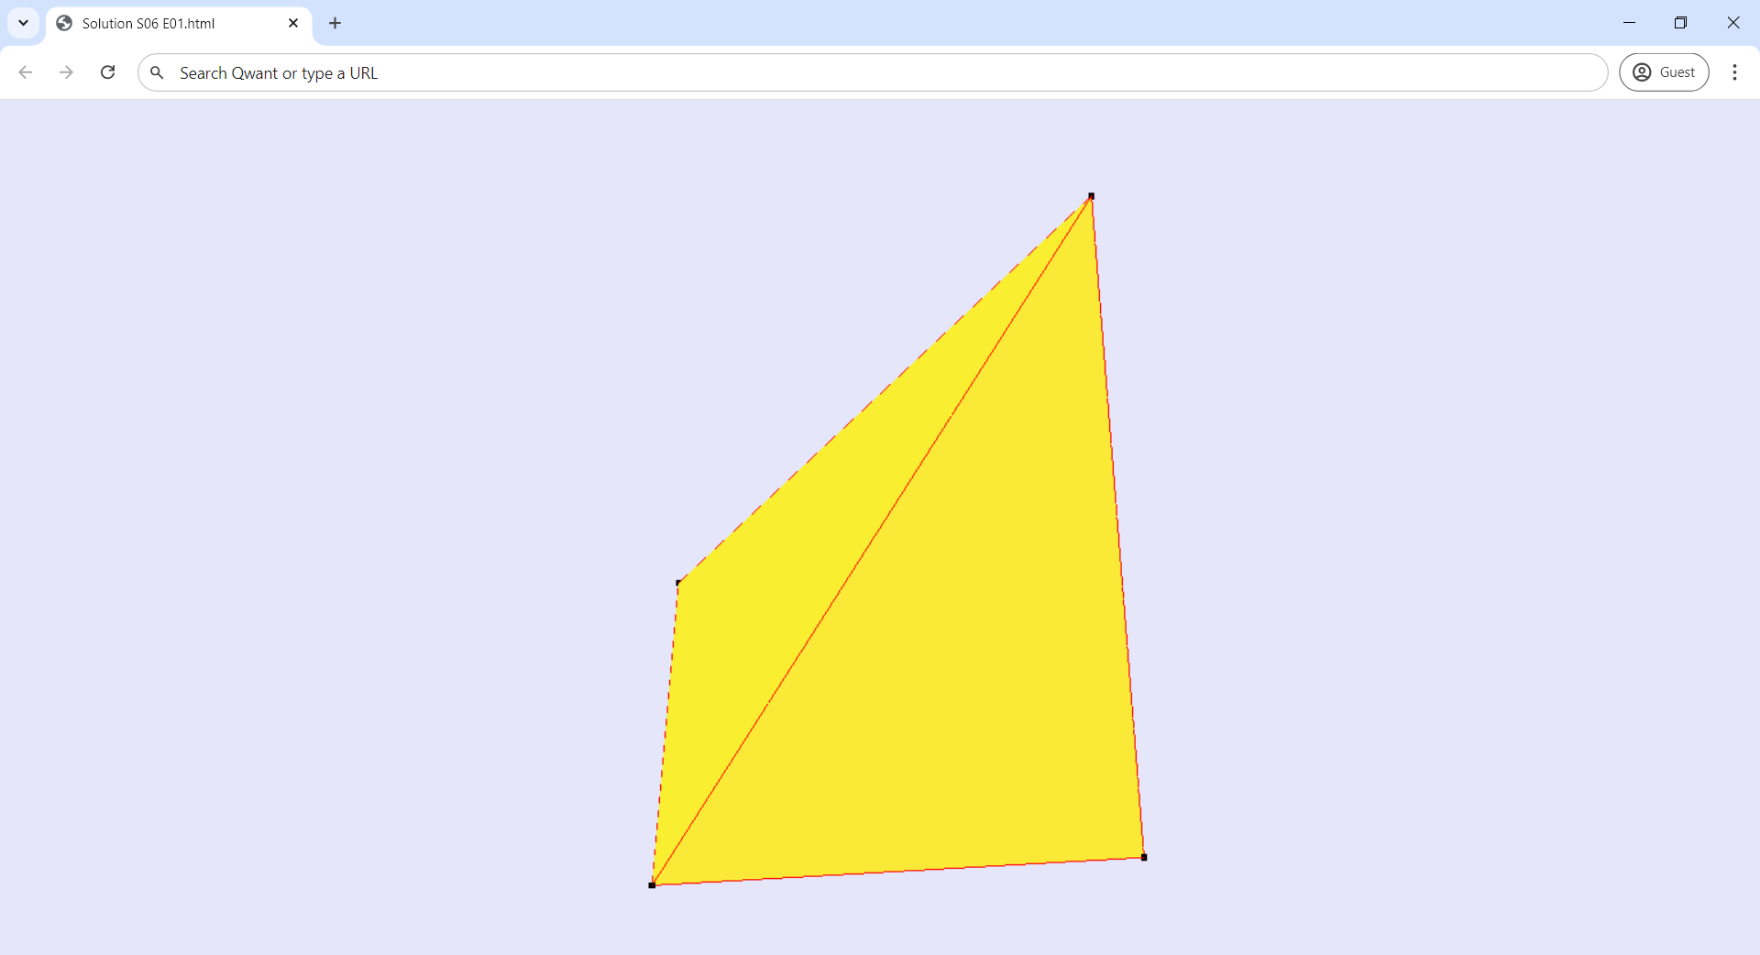 Solution S06 E01.html
Search Qwant or type a URL
Guest